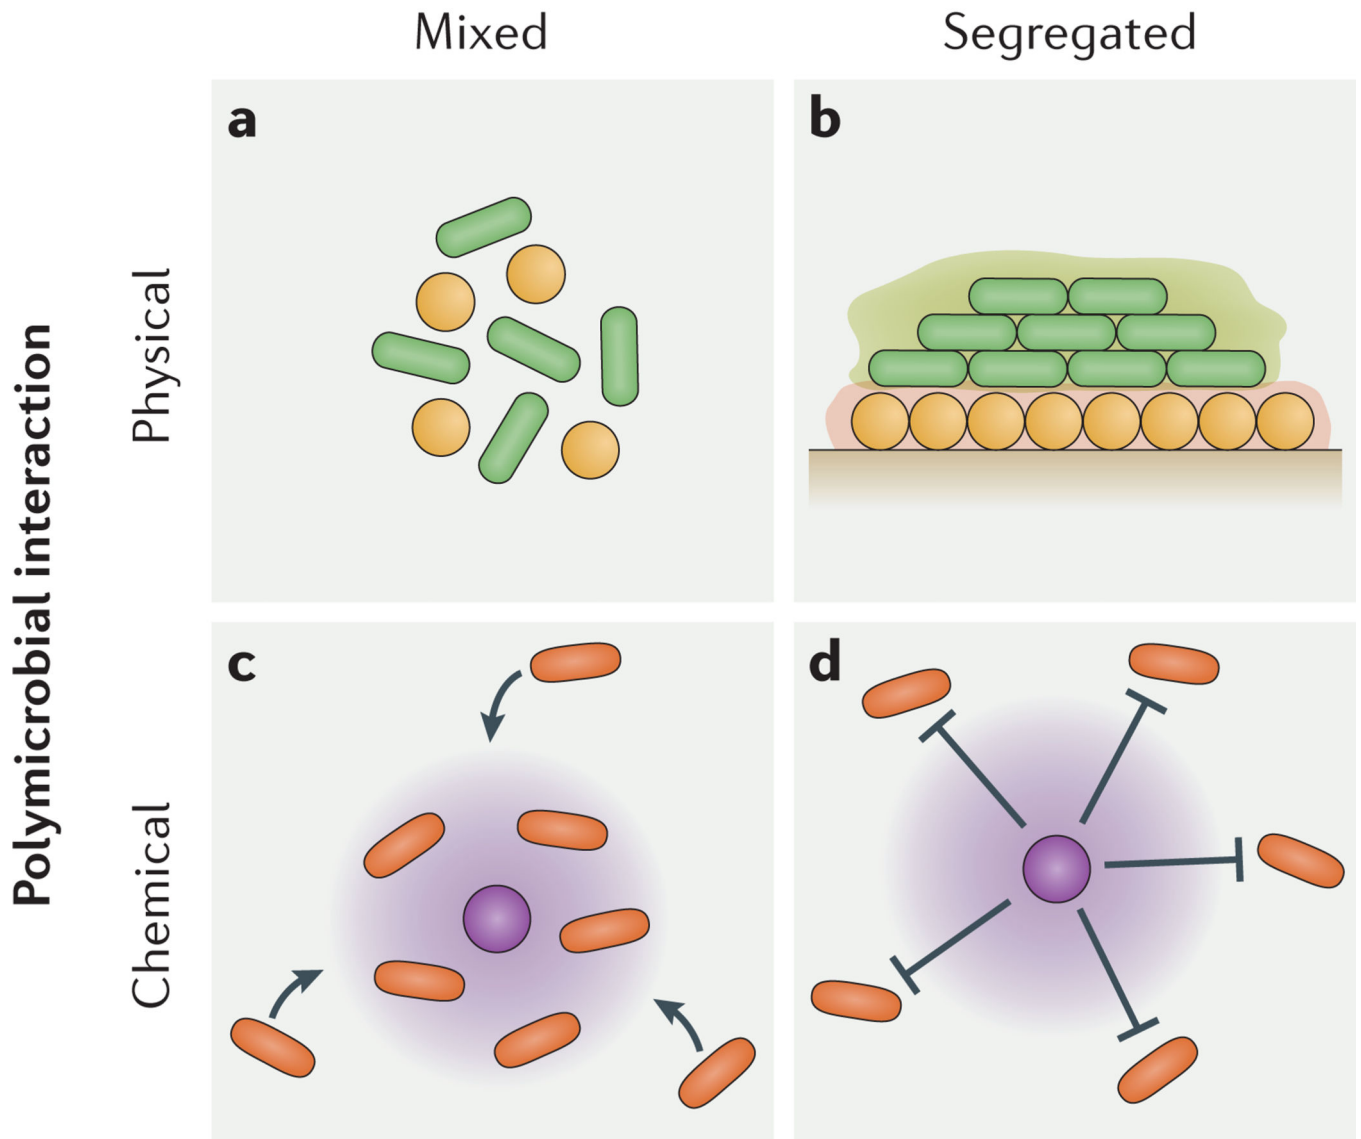 Mixed
Segregated
Polymicrobial interaction
Physical
a
b
Chemical
c
d